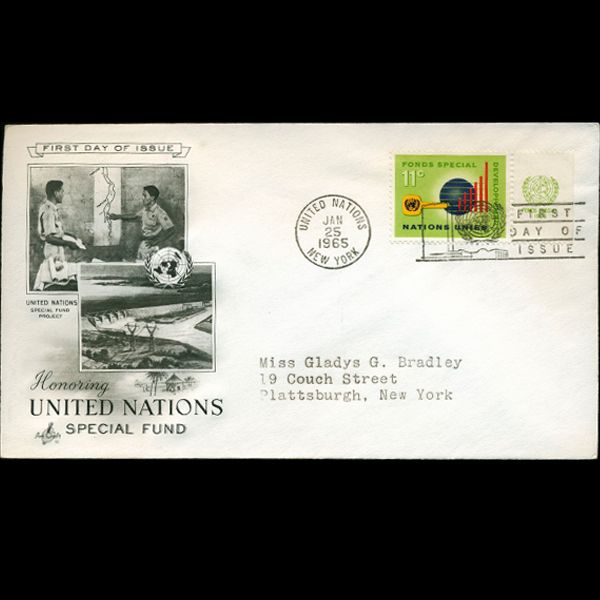 FIRST DAY OF ISSUE
UNITED NATIONS
SPECIAL FUND
PROJECT
Honoring
UNITED NATIONS
SPECIAL FUND
Art Craft
UNITED NATIONS
JAN
25
1965
NEW YORK
FONDS SPECIAL
11c
NATIONS UNIES
FIRST
DAY OF
ISSUE
Miss Gladys G. Bradley
19 Couch Street
Plattsburgh, New York